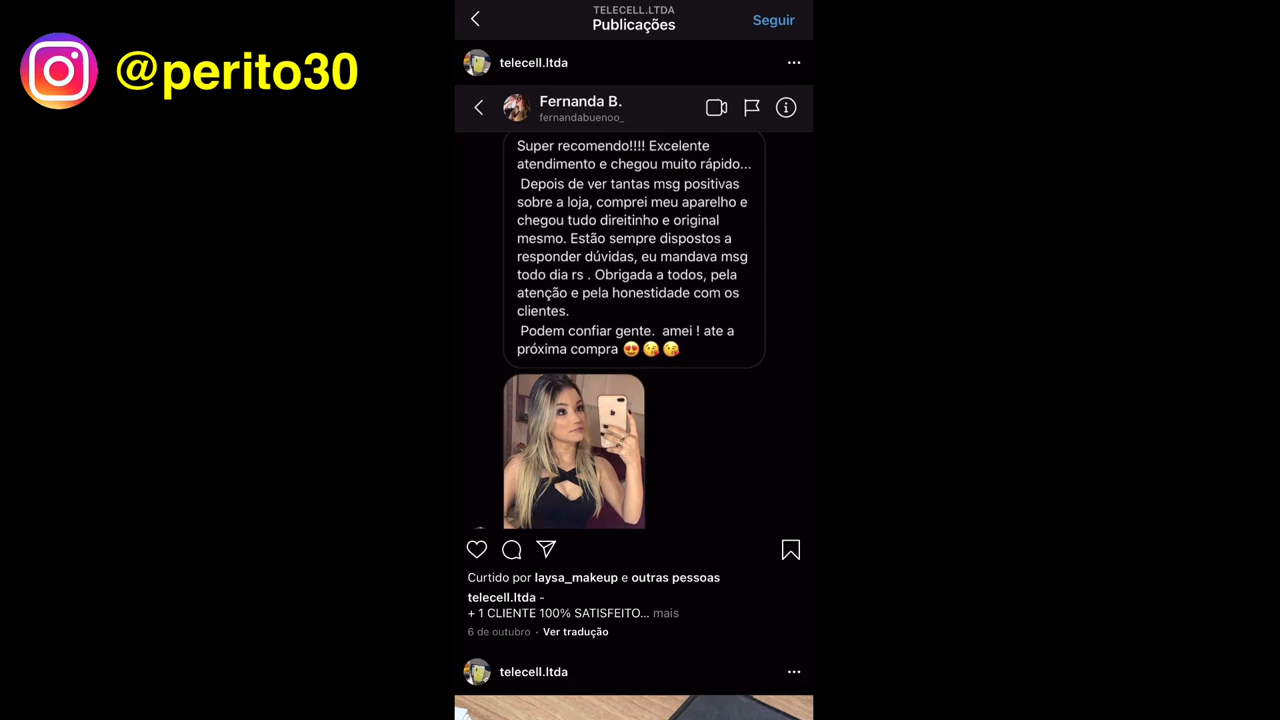 @perito30
TELECELL.LTDA
Publicações
Seguir
telecell.ltda
Fernanda B.
fernandabuenoo_
Super recomendo!!!! Excelente
atendimento e chegou muito rápido...
Depois de ver tantas msg positivas
sobre a loja, comprei meu aparelho e
chegou tudo direitinho e original
mesmo. Estão sempre dispostos a
responder dúvidas, eu mandava msg
todo dia rs . Obrigada a todos, pela
atenção e pela honestidade com os
clientes.
Podem confiar gente.  amei ! ate a
próxima compra 😍😘😘
Curtido por laysa_makeup e outras pessoas
telecell.ltda -
+ 1 CLIENTE 100% SATISFEITO... mais
6 de outubro · Ver tradução
telecell.ltda